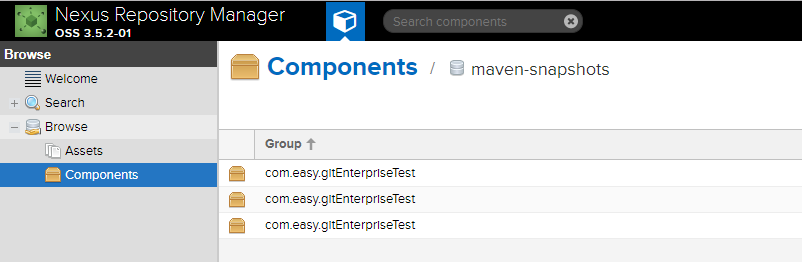 Nexus Repository Manager
OSS 3.5.2-01
Search components
Browse
Welcome
Search
Browse
Assets
Components
Components / maven-snapshots
Group
com.easy.gitEnterpriseTest
com.easy.gitEnterpriseTest
com.easy.gitEnterpriseTest